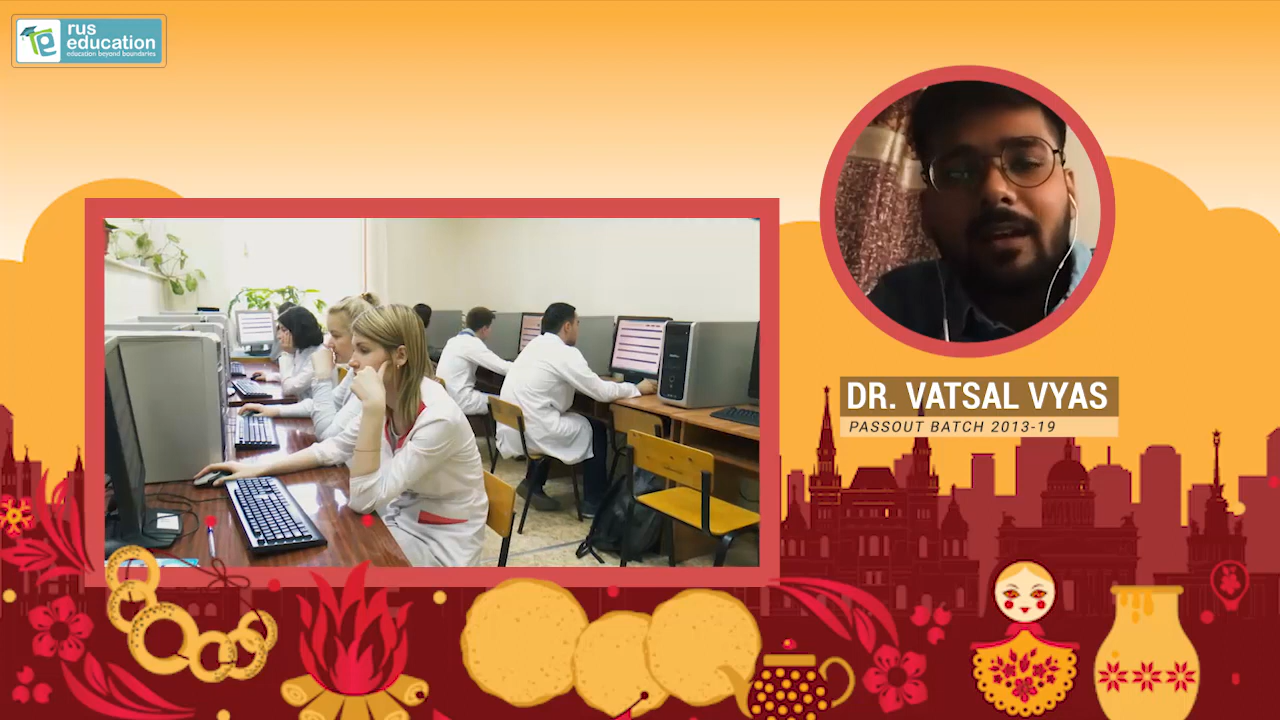 rus
education
education beyond boundaries
DR. VATSAL VYAS
PASSOUT BATCH 2013-19